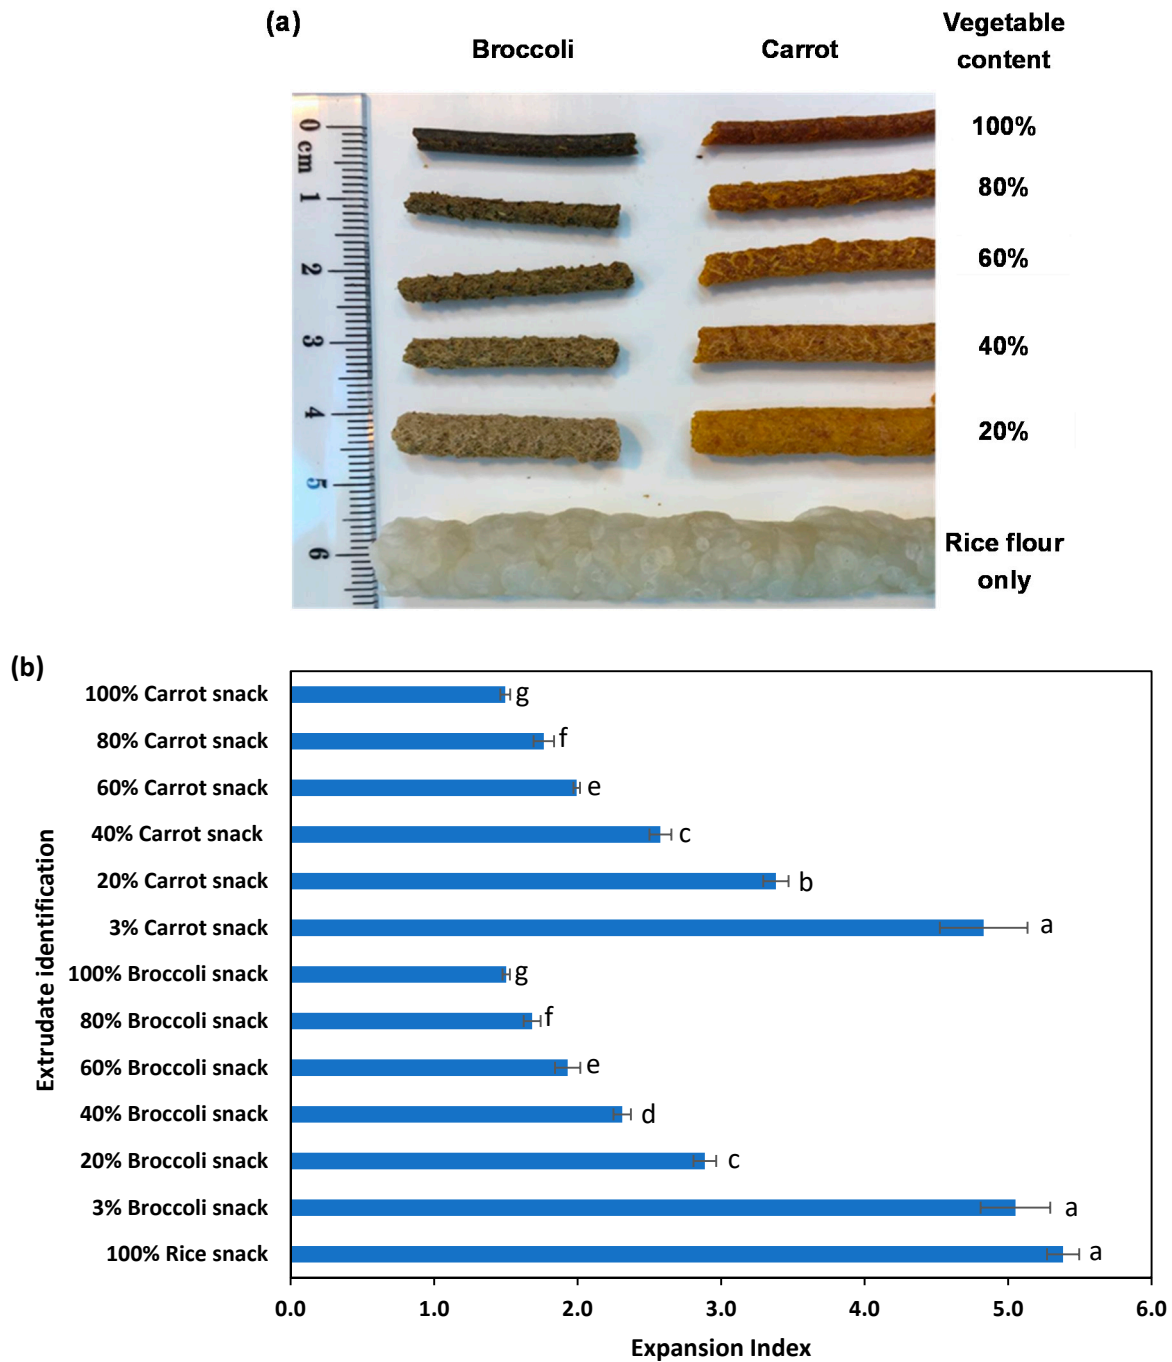 (a)
Broccoli
Carrot
Vegetable
content
0 cm
1
2
3
4
5
6
100%
80%
60%
40%
20%
Rice flour
only
(b)
Extrudate identification
100% Carrot snack
g
80% Carrot snack
f
60% Carrot snack
e
40% Carrot snack
c
20% Carrot snack
b
3% Carrot snack
a
100% Broccoli snack
g
80% Broccoli snack
f
60% Broccoli snack
e
40% Broccoli snack
d
20% Broccoli snack
c
3% Broccoli snack
a
100% Rice snack
a
0.0 1.0 2.0 3.0 4.0 5.0 6.0
Expansion Index